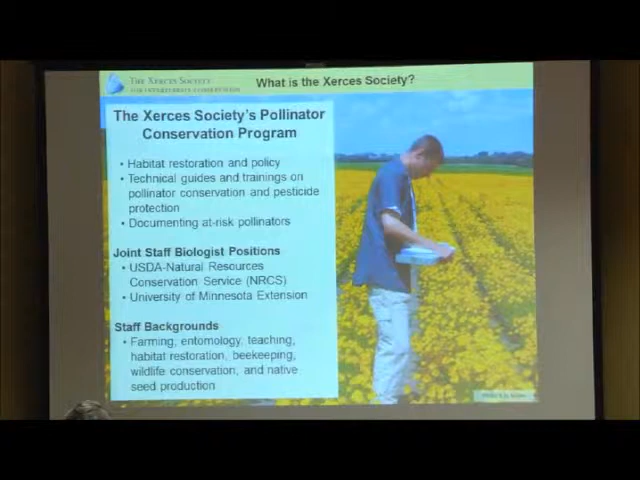 THE XERCES SOCIETY
FOR INVERTEBRATE CONSERVATION
What is the Xerces Society?
The Xerces Society's Pollinator
Conservation Program
• Habitat restoration and policy
• Technical guides and trainings on
pollinator conservation and pesticide
protection
• Documenting at-risk pollinators
Joint Staff Biologist Positions
• USDA-Natural Resources
Conservation Service (NRCS)
• University of Minnesota Extension
Staff Backgrounds
• Farming, entomology, teaching,
habitat restoration, beekeeping,
wildlife conservation, and native
seed production